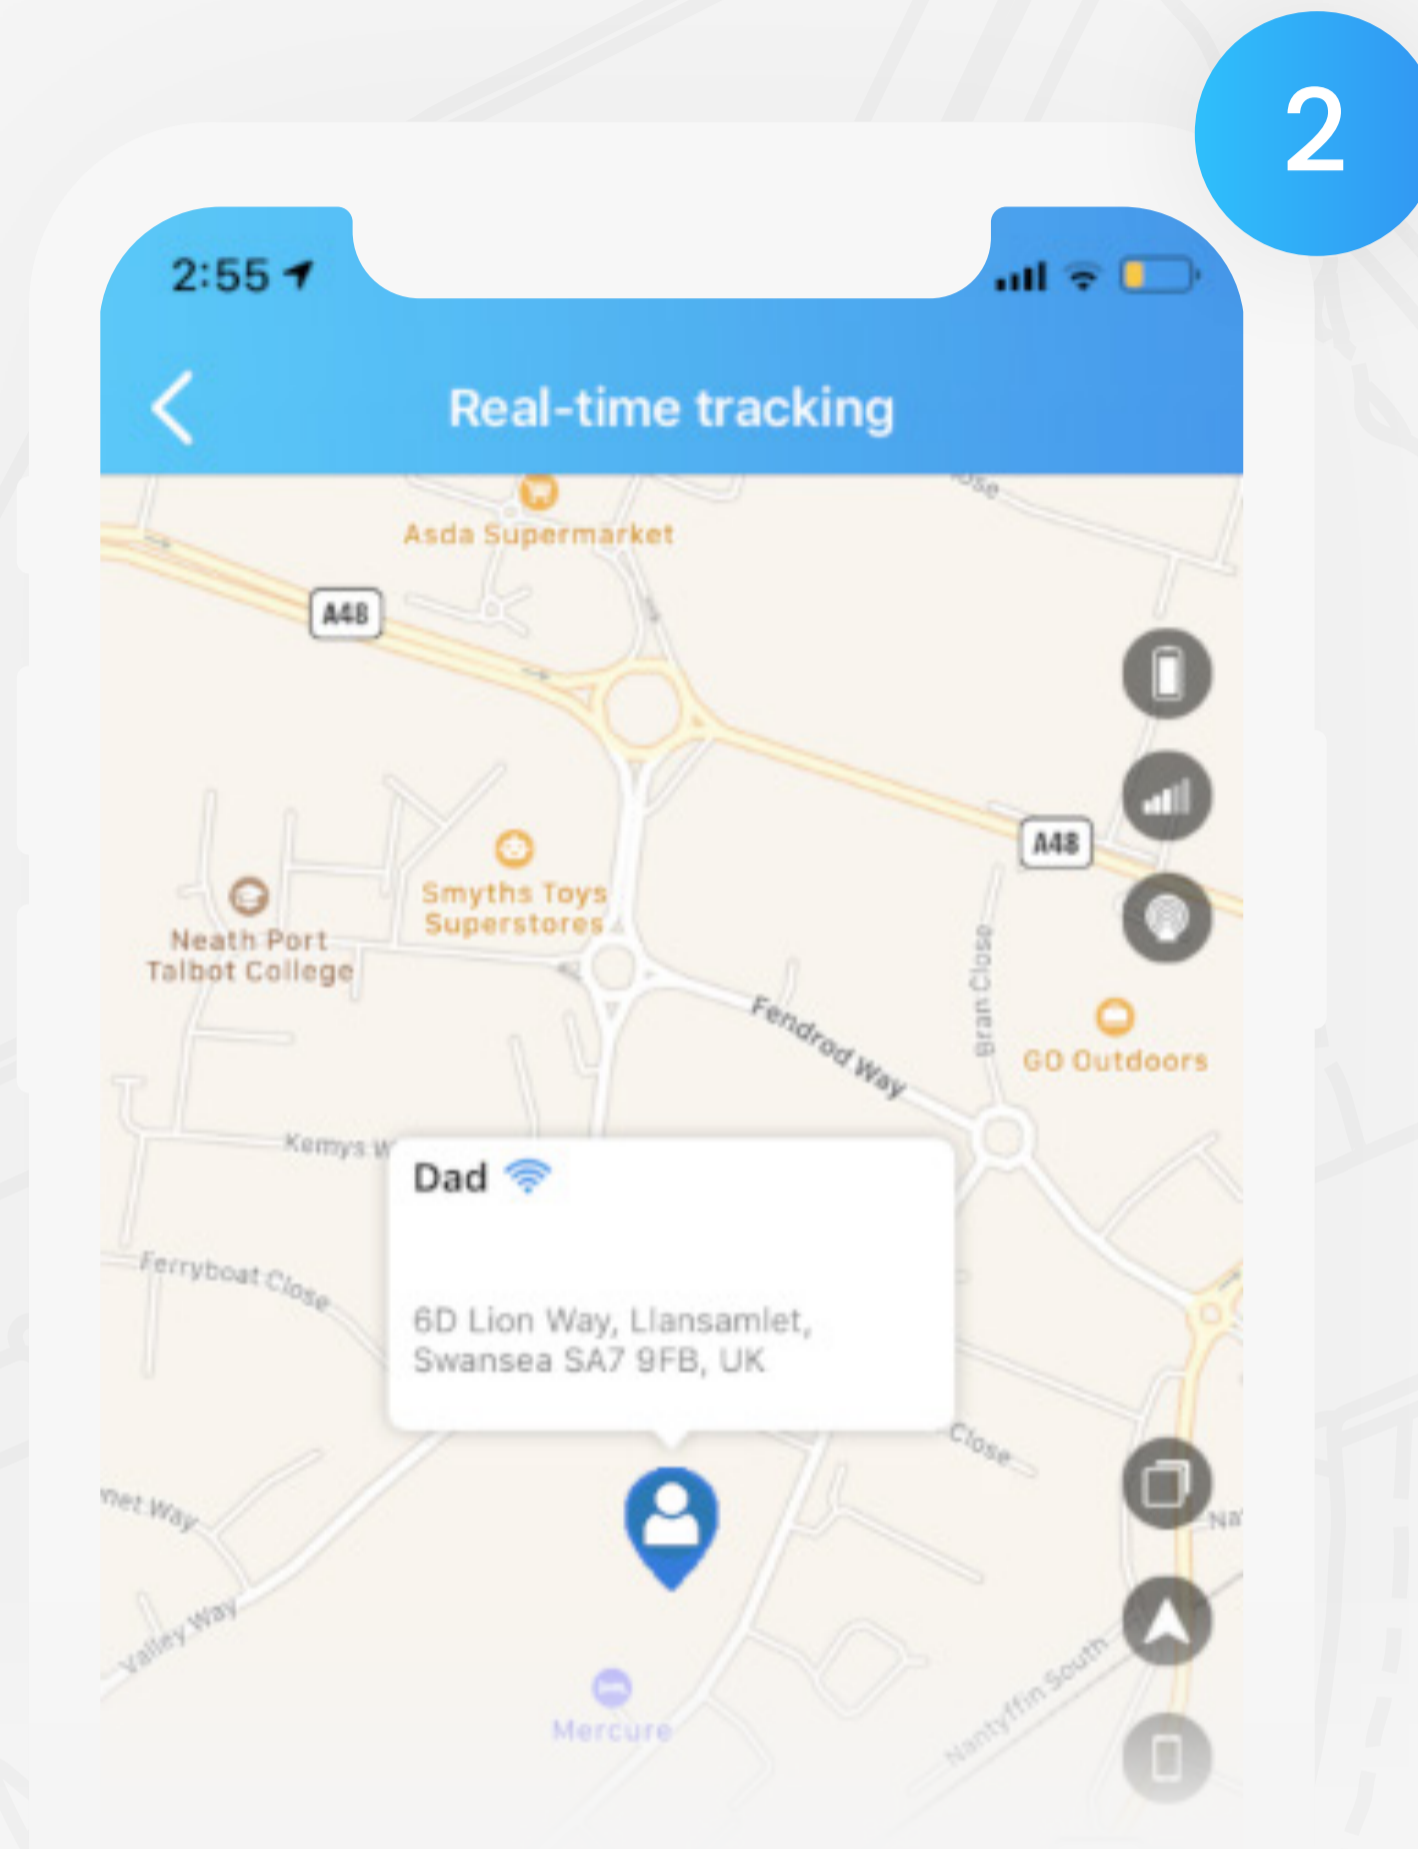 2
2:55
Real-time tracking
Asda Supermarket
A48
A48
Smyths Toys
Superstores
Neath Port
Talbot College
Fendrod Way
Bran Close
GO Outdoors
Kemys W
Dad
6D Lion Way, Llansamlet,
Swansea SA7 9FB, UK
Ferryboat Close
Close
Way
Valley Way
Mercure
Nantyffin South